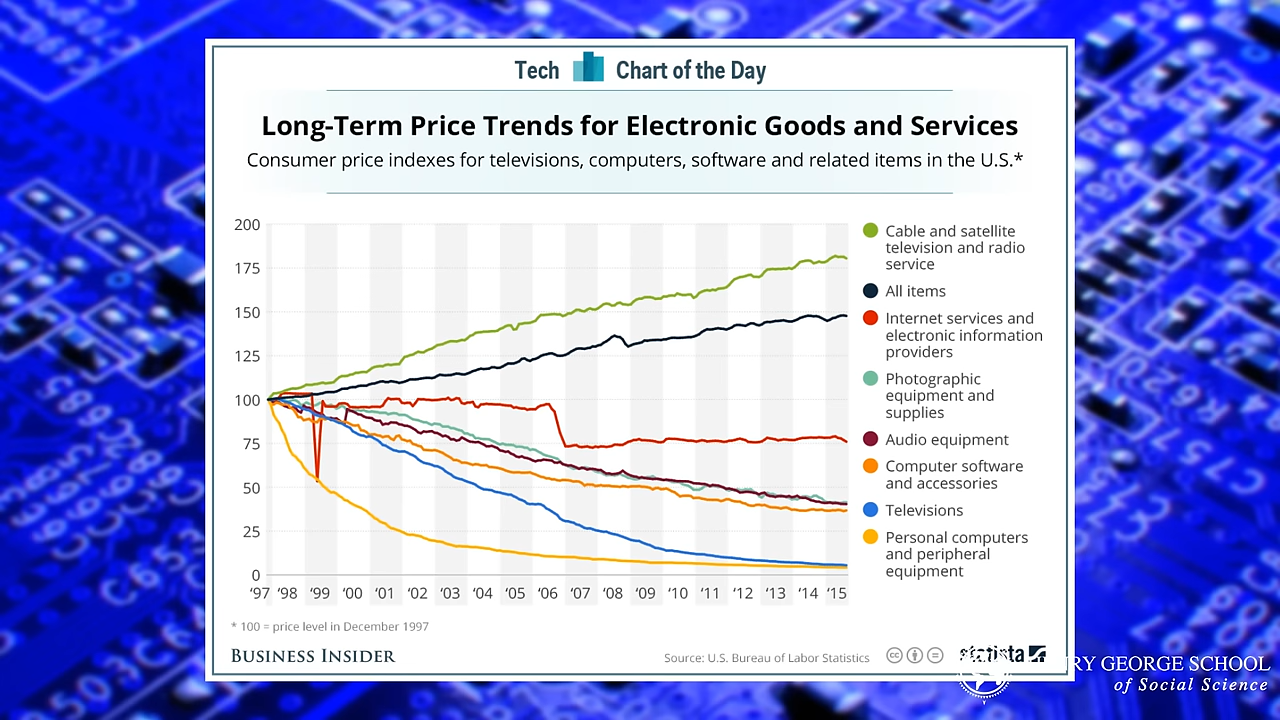 Tech Chart of the Day
Long-Term Price Trends for Electronic Goods and Services
Consumer price indexes for televisions, computers, software and related items in the U.S.*
200
175
150
125
100
75
50
25
0
‘97 ‘98 ‘99 ‘00 ‘01 ‘02 ‘03 ‘04 ‘05 ‘06 ‘07 ‘08 ‘09 ‘10 ‘11 ‘12 ‘13 ‘14 ‘15
Cable and satellite
television and radio
service
All items
Internet services and
electronic information
providers
Photographic
equipment and
supplies
Audio equipment
Computer software
and accessories
Televisions
Personal computers
and peripheral
equipment
* 100 = price level in December 1997
BUSINESS INSIDER
Source: U.S. Bureau of Labor Statistics
statista
RY GEORGE SCHOOL
of Social Science